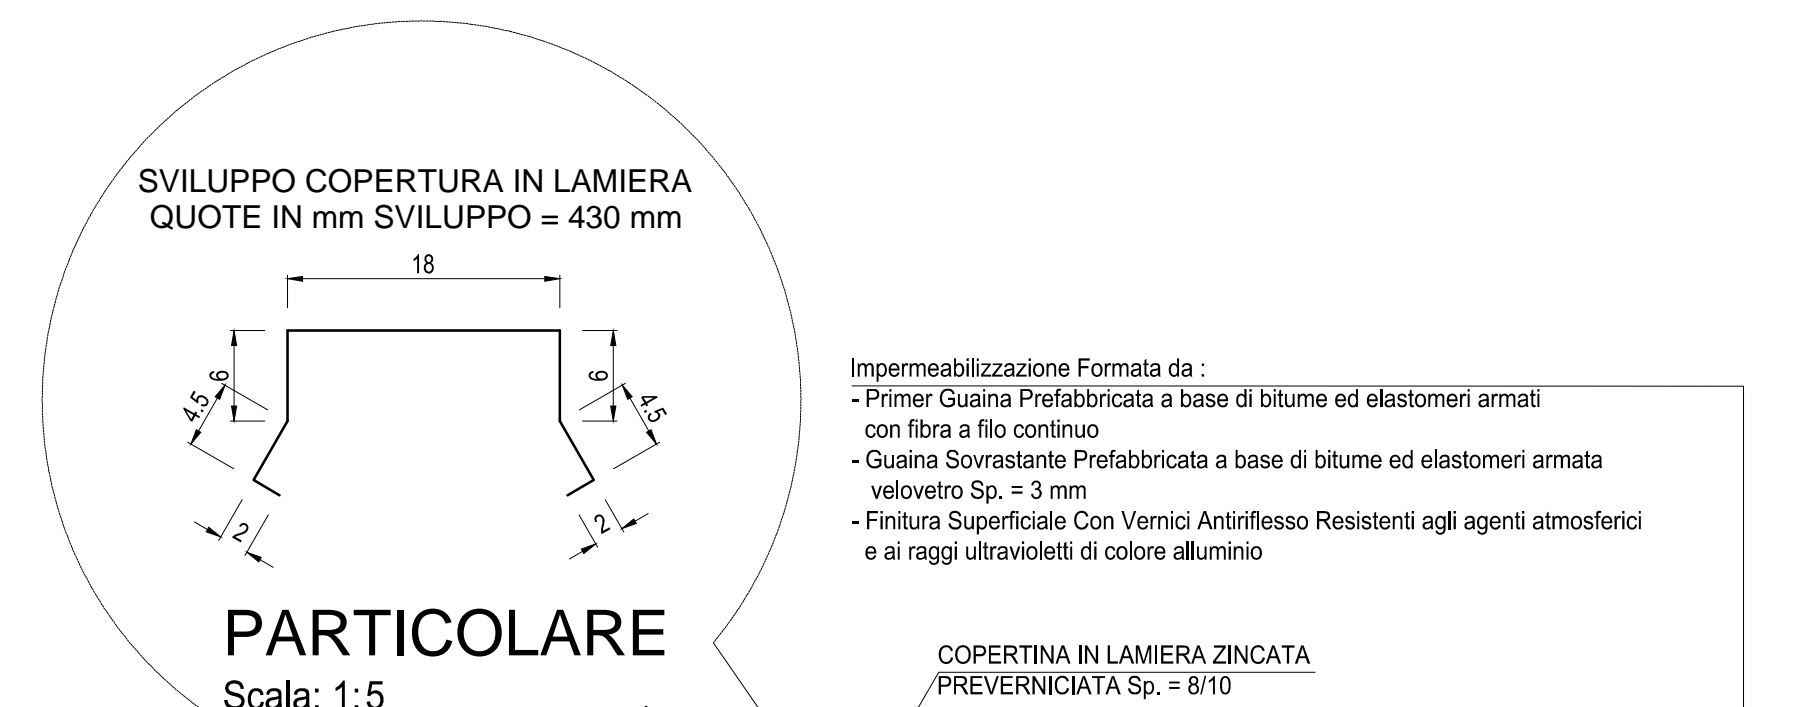 SVILUPPO COPERTURA IN LAMIERA
QUOTE IN mm SVILUPPO = 430 mm
18
6
6
4.5
4.5
2
2
PARTICOLARE
Scala: 1:5
Impermeabilizzazione Formata da :
- Primer Guaina Prefabbricata a base di bitume ed elastomeri armati
con fibra a filo continuo
- Guaina Sovrastante Prefabbricata a base di bitume ed elastomeri armata
velovetro Sp. = 3 mm
- Finitura Superficiale Con Vernici Antiriflesso Resistenti agli agenti atmosferici
e ai raggi ultravioletti di colore alluminio
COPERTINA IN LAMIERA ZINCATA
PREVERNICIATA Sp. = 8/10